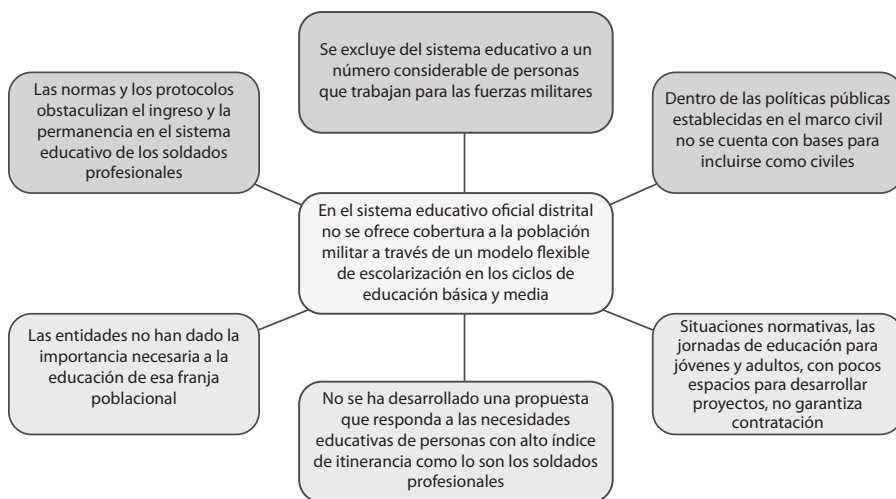 Se excluye del sistema educativo a un
número considerable de personas
que trabajan para las fuerzas militares
Las normas y los protocolos
obstaculizan el ingreso y la
permanencia en el sistema
educativo de los soldados
profesionales
Dentro de las políticas públicas
establecidas en el marco civil
no se cuenta con bases para
incluirse como civiles
En el sistema educativo oficial distrital
no se ofrece cobertura a la población
militar a través de un modelo flexible
de escolarización en los ciclos de
educación básica y media
Las entidades no han dado la
importancia necesaria a la
educación de esa franja
poblacional
No se ha desarrollado una propuesta
que responda a las necesidades
educativas de personas con alto índice
de itinerancia como lo son los soldados
profesionales
Situaciones normativas, las
jornadas de educación para
jóvenes y adultos, con pocos
espacios para desarrollar
proyectos, no garantiza
contratación